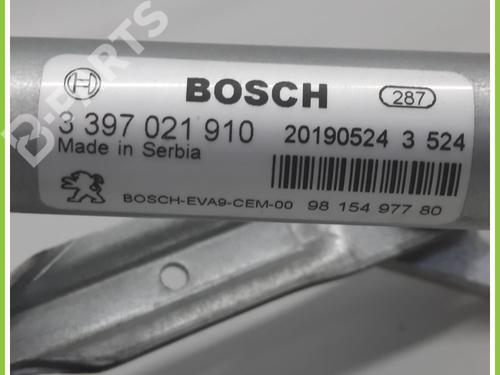 BOSCH
287
3 397 021 910
20190524 3 524
Made in Serbia
BOSCH-EVA9-CEM-00 98 154 977 80
B-PARTS